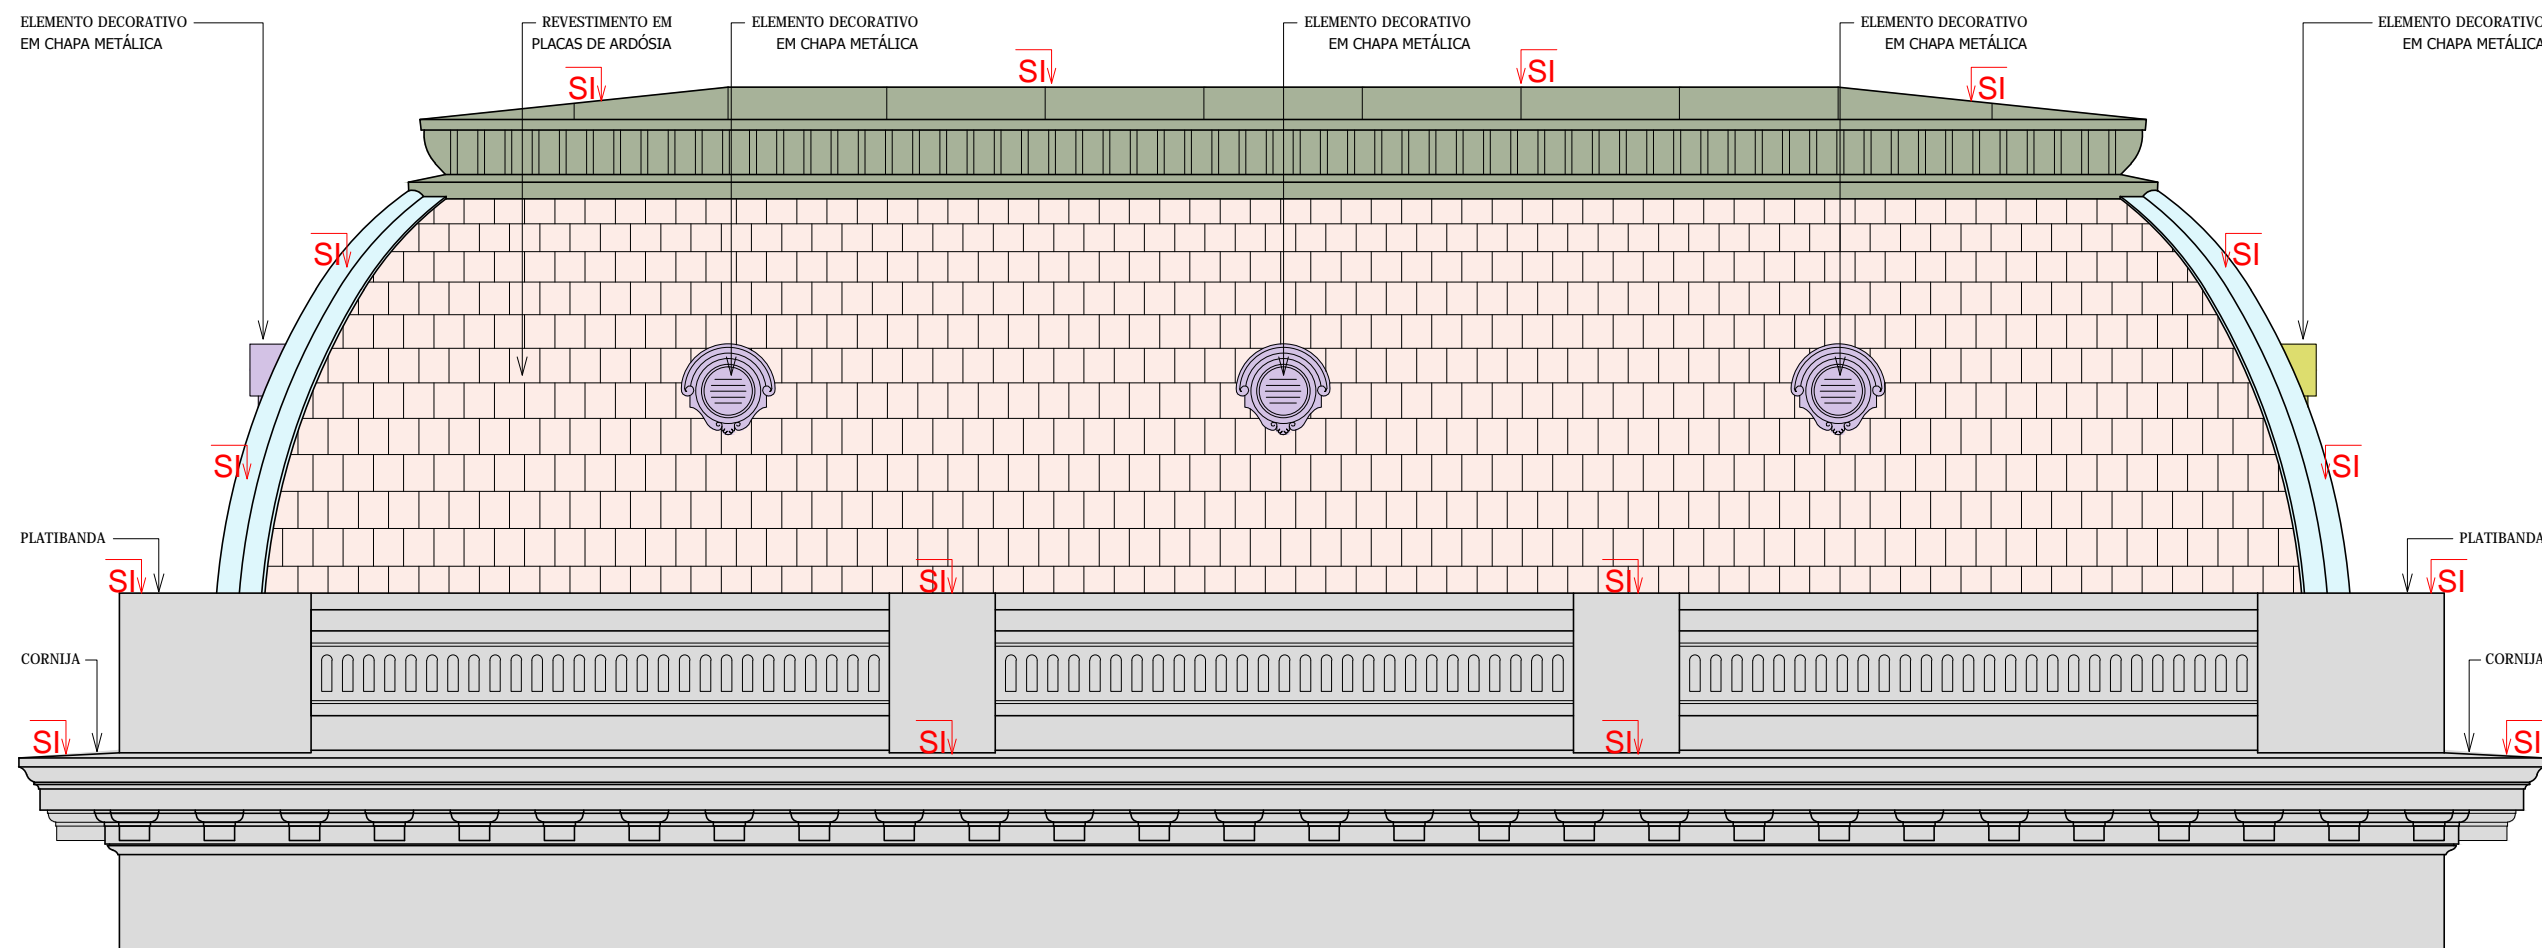 ELEMENTO DECORATIVO
EM CHAPA METÁLICA
REVESTIMENTO EM
PLACAS DE ARDÓSIA
ELEMENTO DECORATIVO
EM CHAPA METÁLICA
ELEMENTO DECORATIVO
EM CHAPA METÁLICA
ELEMENTO DECORATIVO
EM CHAPA METÁLICA
ELEMENTO DECORATIVO
EM CHAPA METÁLICA
SI
SI
SI
SI
SI
SI
SI
SI
PLATIBANDA
PLATIBANDA
SI
SI
SI
SI
CORNIJA
CORNIJA
SI
SI
SI
SI